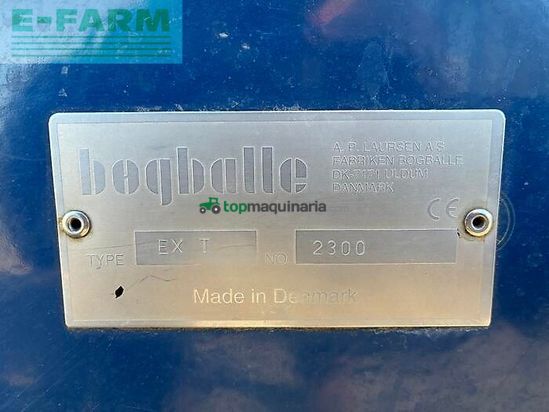 E-FARM
bogballe
A. P. LAURSEN A/S
FABRIKEN BOGBALLE
DK-7171 ULDUM
DANMARK
topmaquinaria
CE
TYPE EX T NO 2300
Made in Denmark